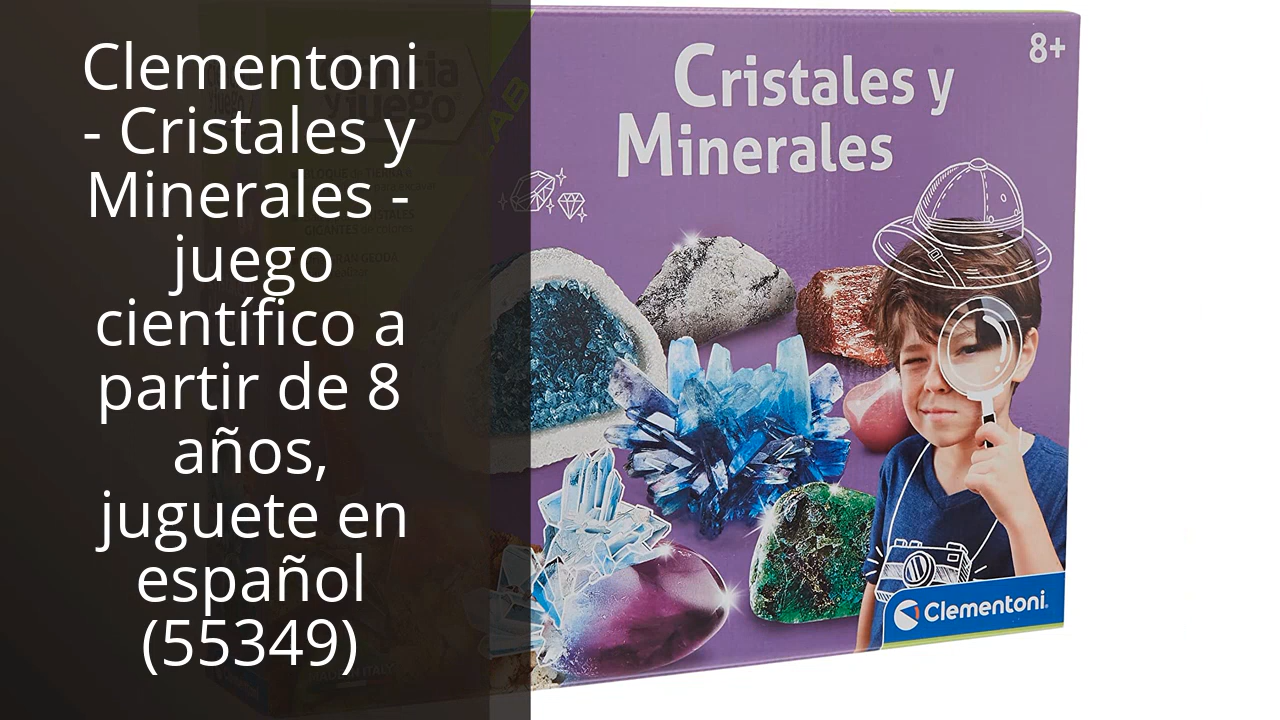 Clementoni
- Cristales y
Minerales -
juego
científico a
partir de 8
años,
juguete en
español
(55349)
Cristales y
Minerales
8+
Clementoni